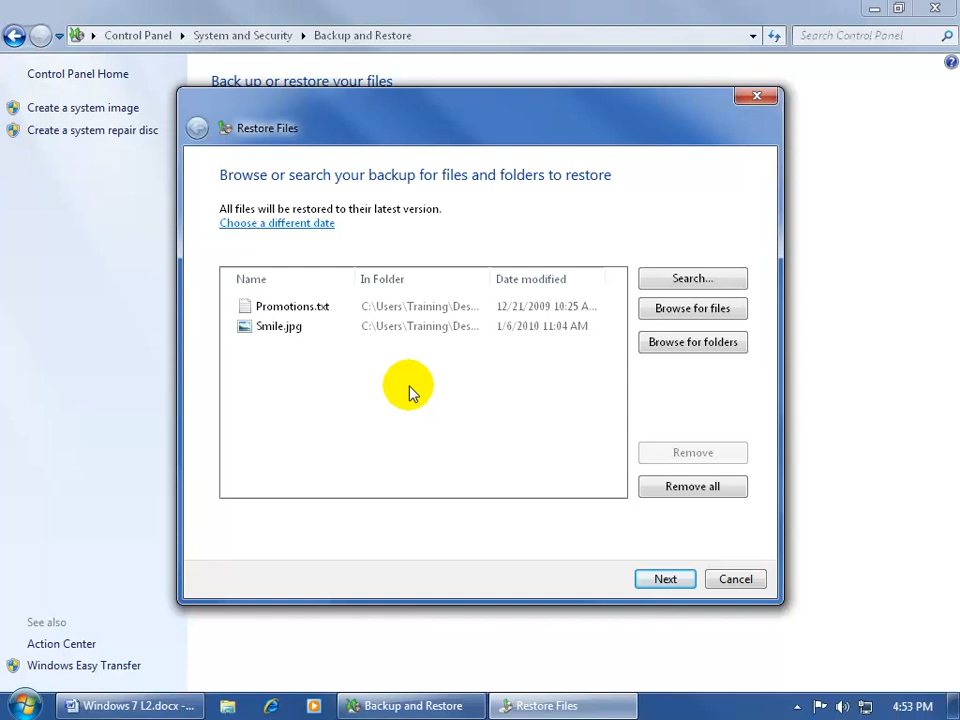 Control Panel System and Security Backup and Restore Search Control Panel
Control Panel Home
Create a system image
Create a system repair disc
Back up or restore your files
Restore Files
Browse or search your backup for files and folders to restore
All files will be restored to their latest version.
Choose a different date
Name In Folder Date modified
Promotions.txt C:\Users\Training\Des... 12/21/2009 10:25 A...
Smile.jpg C:\Users\Training\Des... 1/6/2010 11:04 AM
Search...
Browse for files
Browse for folders
Remove
Remove all
Next Cancel
See also
Action Center
Windows Easy Transfer
Windows 7 L2.docx -... Backup and Restore Restore Files 4:53 PM